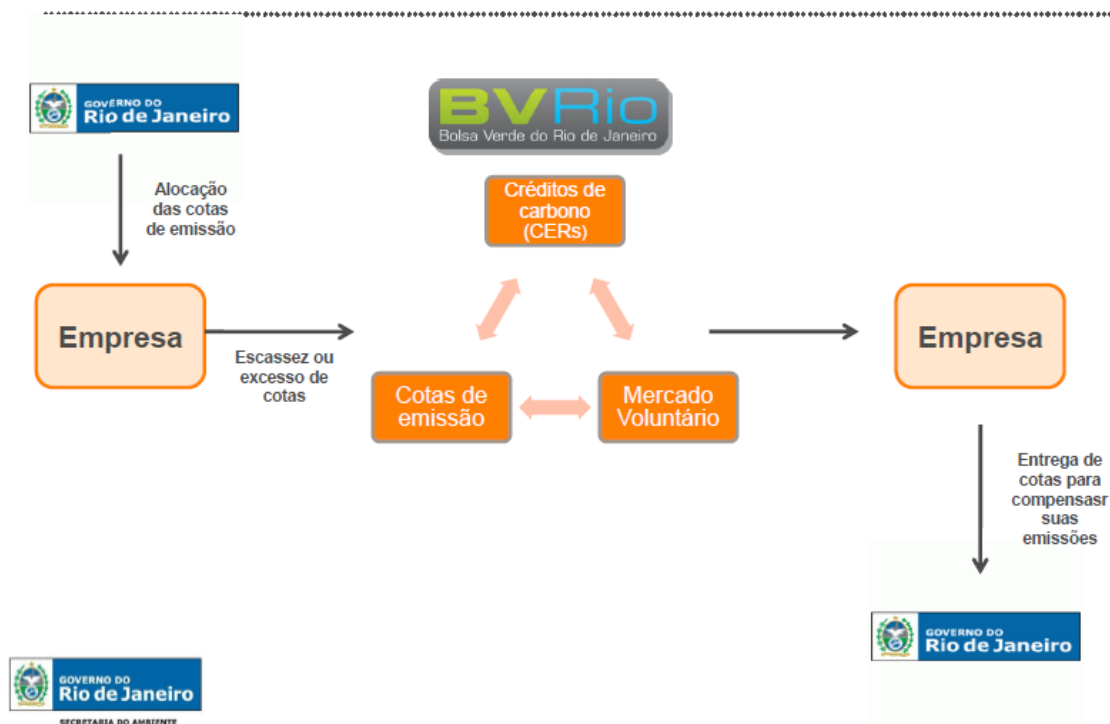 GOVERNO DO
Rio de Janeiro
BVRio
Bolsa Verde do Rio de Janeiro
Alocação
das cotas
de emissão
Créditos de
carbono
(CERs)
Empresa
Escassez ou
excesso de
cotas
Cotas de
emissão
Mercado
Voluntário
Empresa
Entrega de
cotas para
compensasr
suas
emissões
GOVERNO DO
Rio de Janeiro
GOVERNO DO
Rio de Janeiro
SECRETARIA DO AMBIENTE